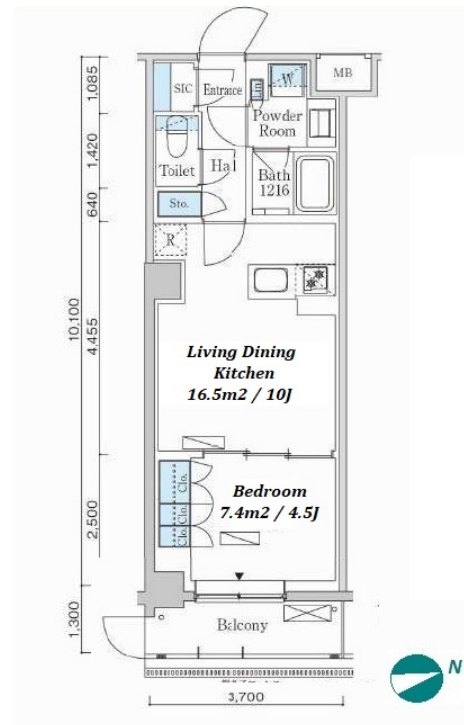 MB
SIC
Entrance
W
Lin
Powder
Room
Toilet
Hal
Bath
1216
Sto.
R
Living Dining
Kitchen
16.5m2 / 10J
Bedroom
7.4m2 / 4.5J
Clo.
Clo.
Clo.
Balcony
1,085
1,420
640
4,455
10,100
2,500
1,300
3,700
N